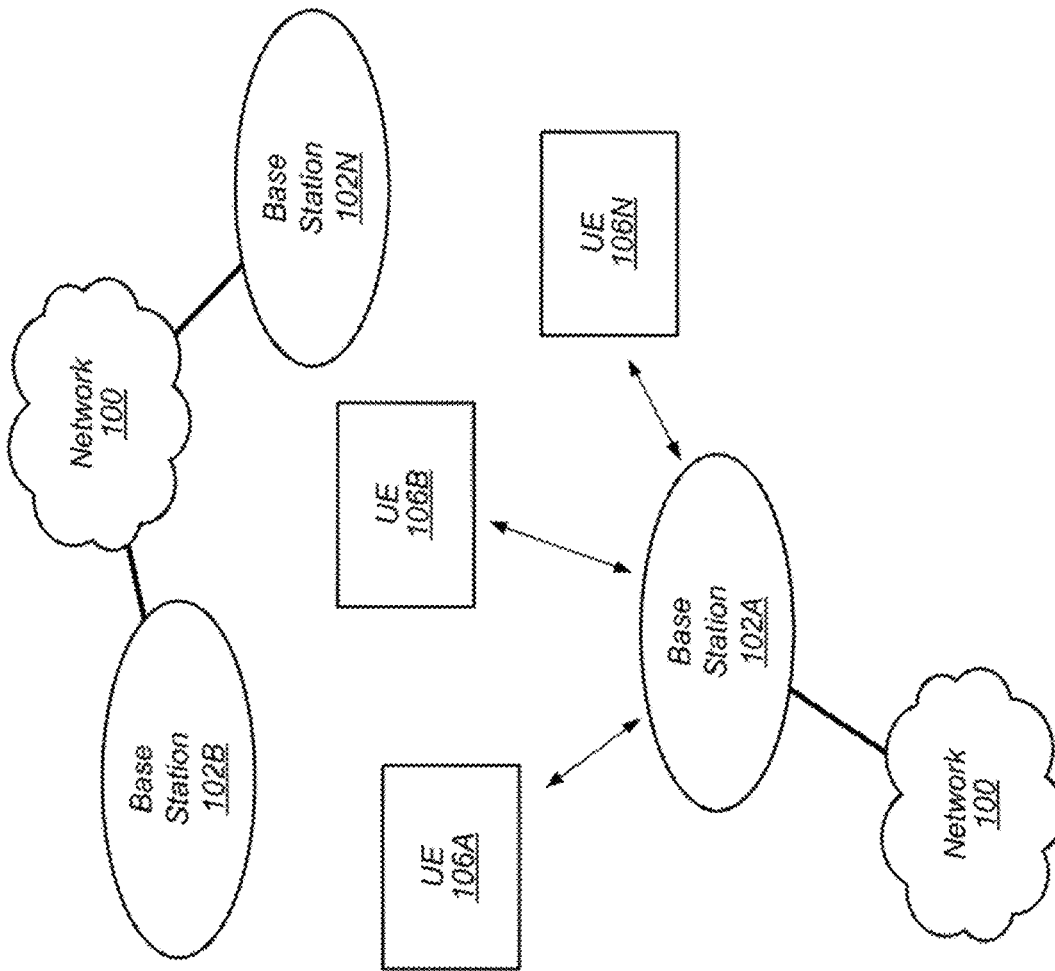 Network
100
Base
Station
102B
Base
Station
102N
UE
106B
UE
106A
UE
106N
Base
Station
102A
Network
100